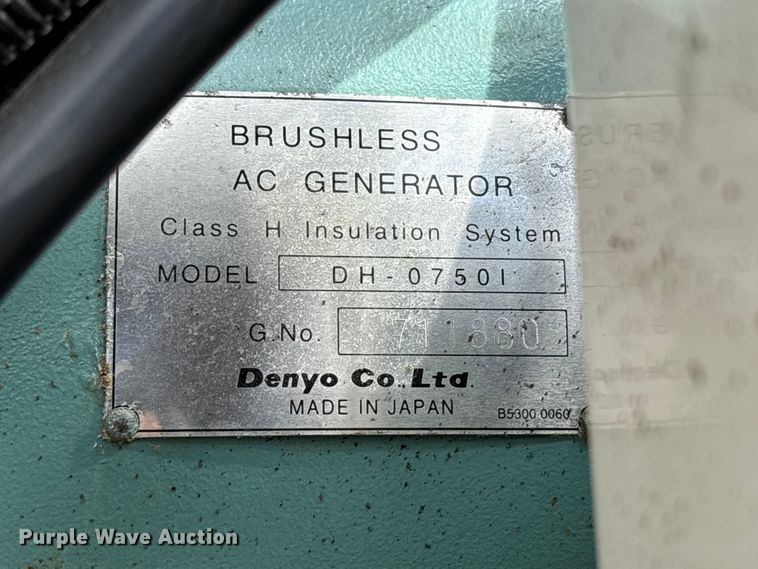 BRUSHLESS
AC GENERATOR
Class H Insulation System
MODEL DH-0750I
G.No.
Denyo Co., Ltd.
MADE IN JAPAN B5300 0060
Purple Wave Auction